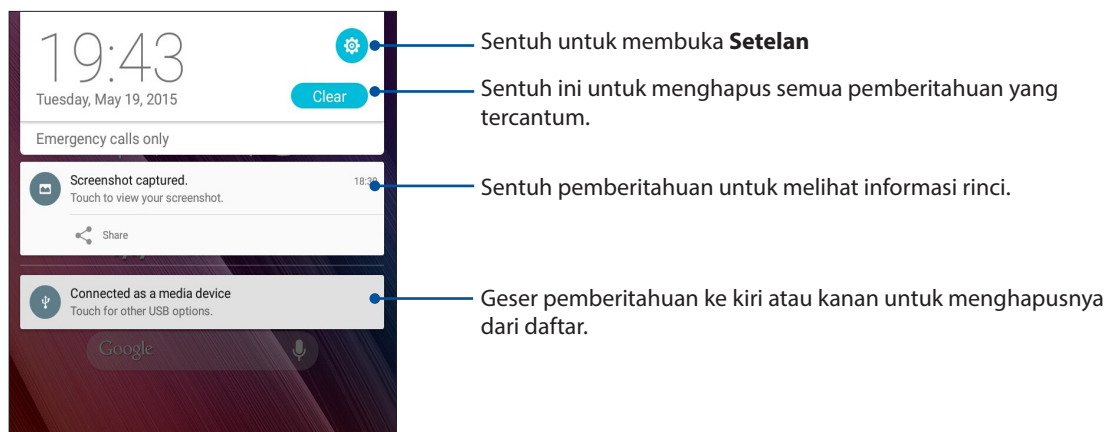 19:43
Tuesday, May 19, 2015
Clear
Emergency calls only
Screenshot captured.
Touch to view your screenshot.
Share
Connected as a media device
Touch for other USB options.
Google
Sentuh untuk membuka Setelan
Sentuh ini untuk menghapus semua pemberitahuan yang
tercantum.
Sentuh pemberitahuan untuk melihat informasi rinci.
Geser pemberitahuan ke kiri atau kanan untuk menghapusnya
dari daftar.